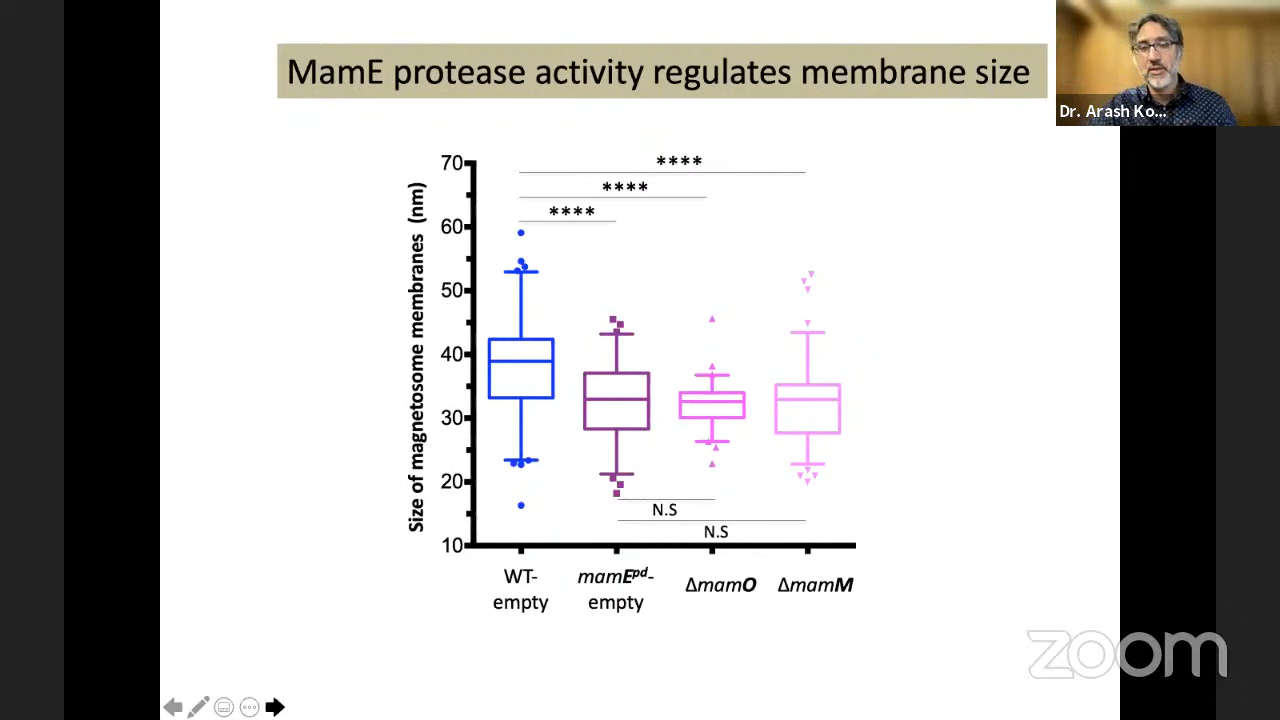 MamE protease activity regulates membrane size
Dr. Arash Ko...
Size of magnetosome membranes (nm)
70
60
50
40
30
20
10
****
****
****
N.S
N.S
WT-
empty
mamEpd-
empty
ΔmamO
ΔmamM
zoom